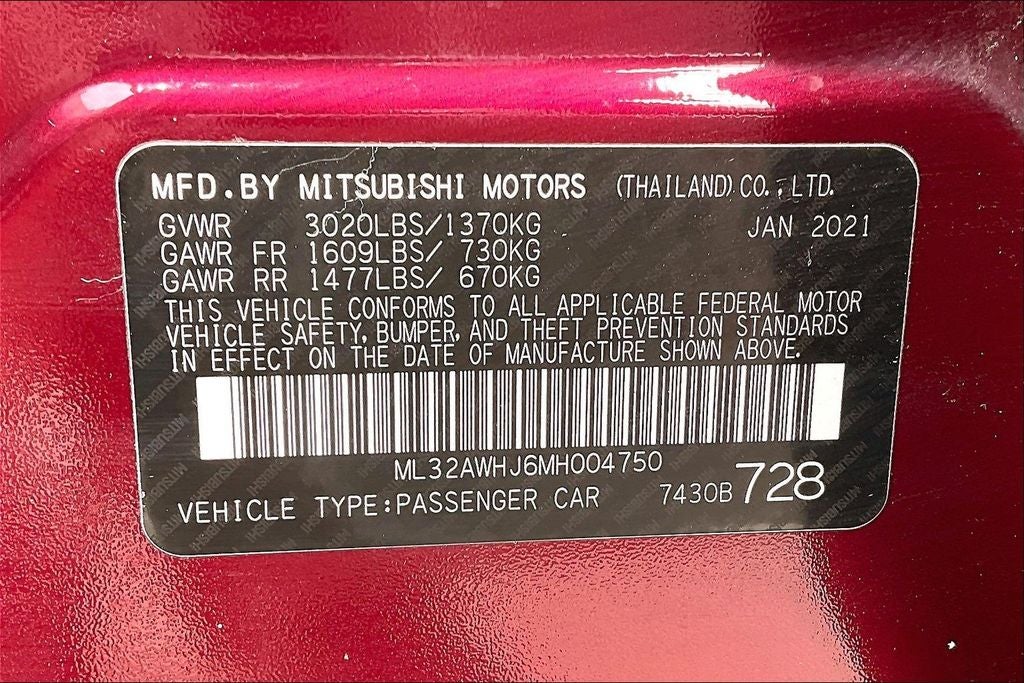 MFD.BY MITSUBISHI MOTORS (THAILAND) CO., LTD.
GVWR 3020LBS/1370KG JAN 2021
GAWR FR 1609LBS/ 730KG
GAWR RR 1477LBS/ 670KG
THIS VEHICLE CONFORMS TO ALL APPLICABLE FEDERAL MOTOR
VEHICLE SAFETY, BUMPER, AND THEFT PREVENTION STANDARDS
IN EFFECT ON THE DATE OF MANUFACTURE SHOWN ABOVE.
ML32AWHJ6MH004750
VEHICLE TYPE:PASSENGER CAR 7430B 728